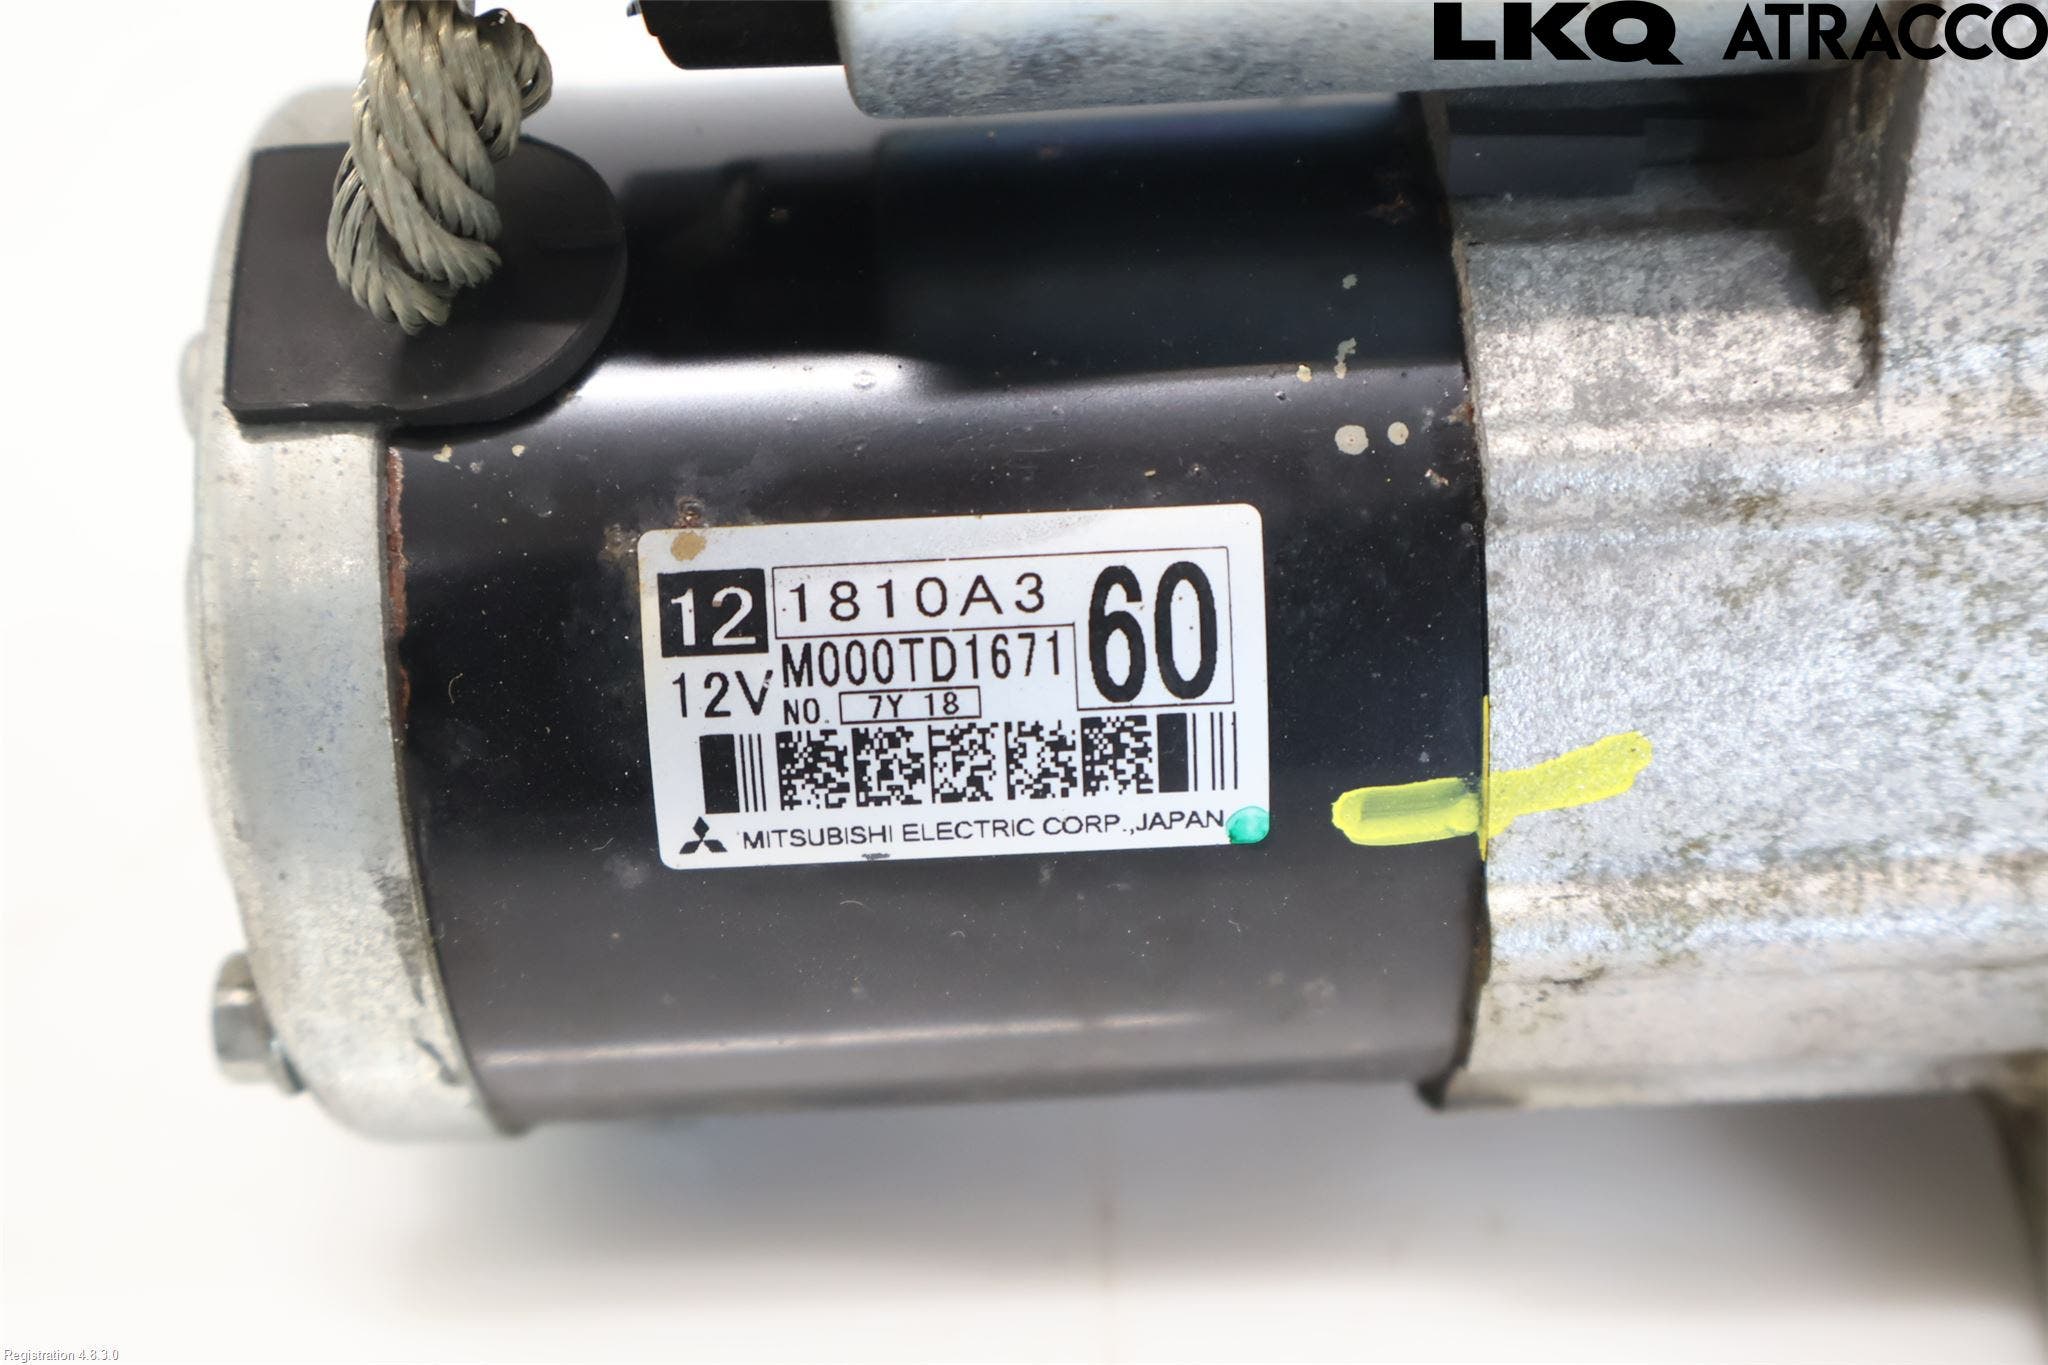 LKQ ATRACCO
12 1810A3 60
12V M000TD1671
NO. 7Y 18
MITSUBISHI ELECTRIC CORP.,JAPAN
Registration 4.8.3.0